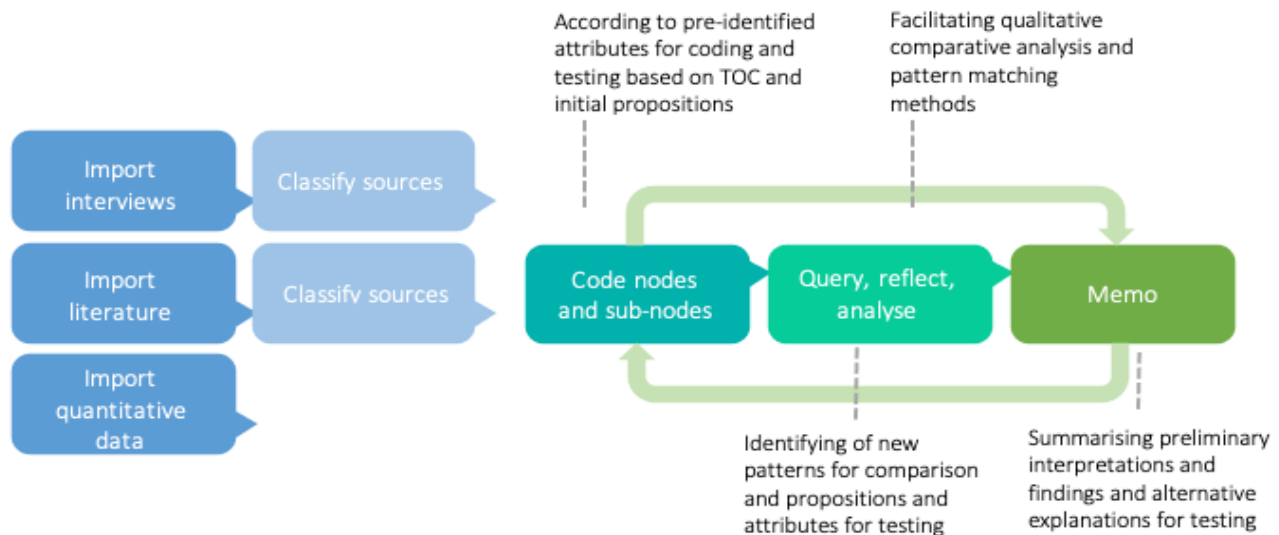 According to pre-identified
attributes for coding and
testing based on TOC and
initial propositions
Facilitating qualitative
comparative analysis and
pattern matching
methods
Import
interviews
Classify sources
Import
literature
Classify sources
Import
quantitative
data
Code nodes
and sub-nodes
Query, reflect,
analyse
Memo
Identifying of new
patterns for comparison
and propositions and
attributes for testing
Summarising preliminary
interpretations and
findings and alternative
explanations for testing